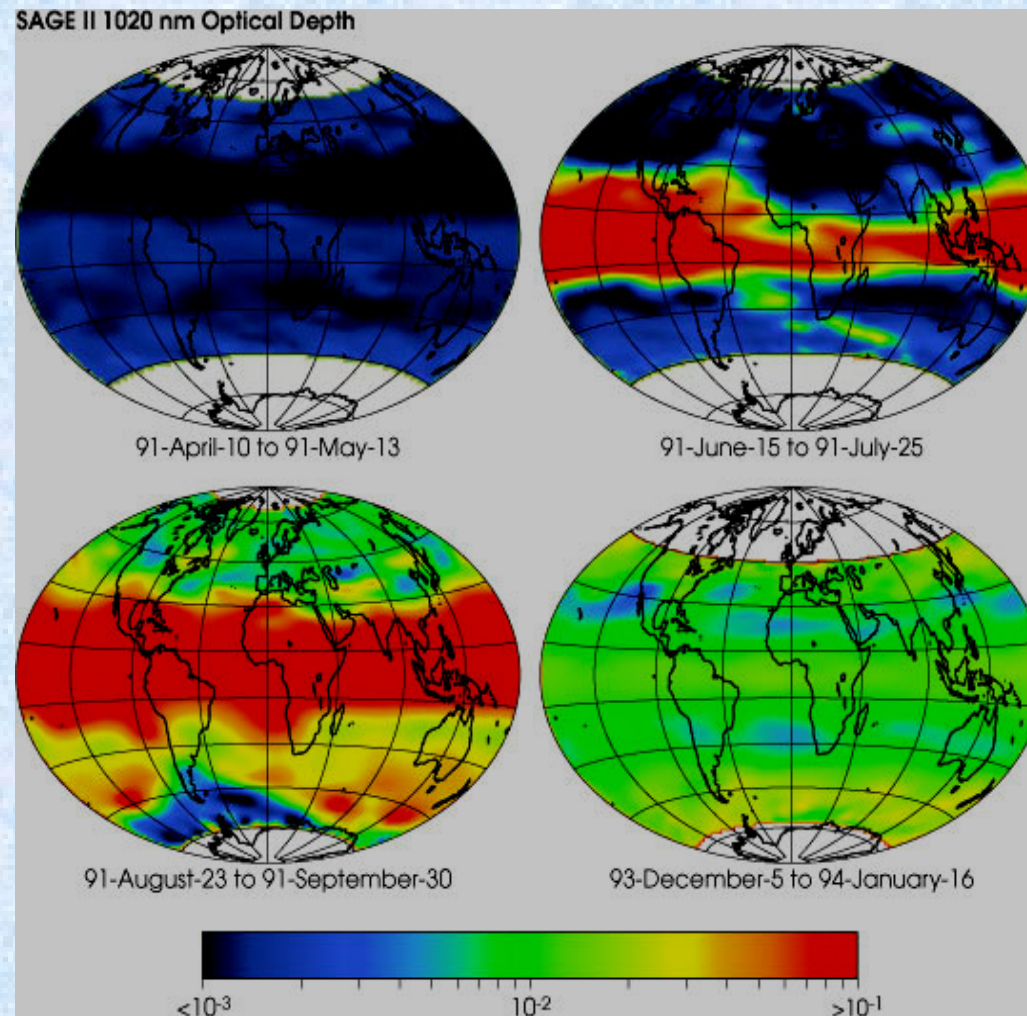 SAGE II 1020 nm Optical Depth
91-April-10 to 91-May-13
91-June-15 to 91-July-25
91-August-23 to 91-September-30
93-December-5 to 94-January-16
<10⁻³ 10⁻² >10⁻¹